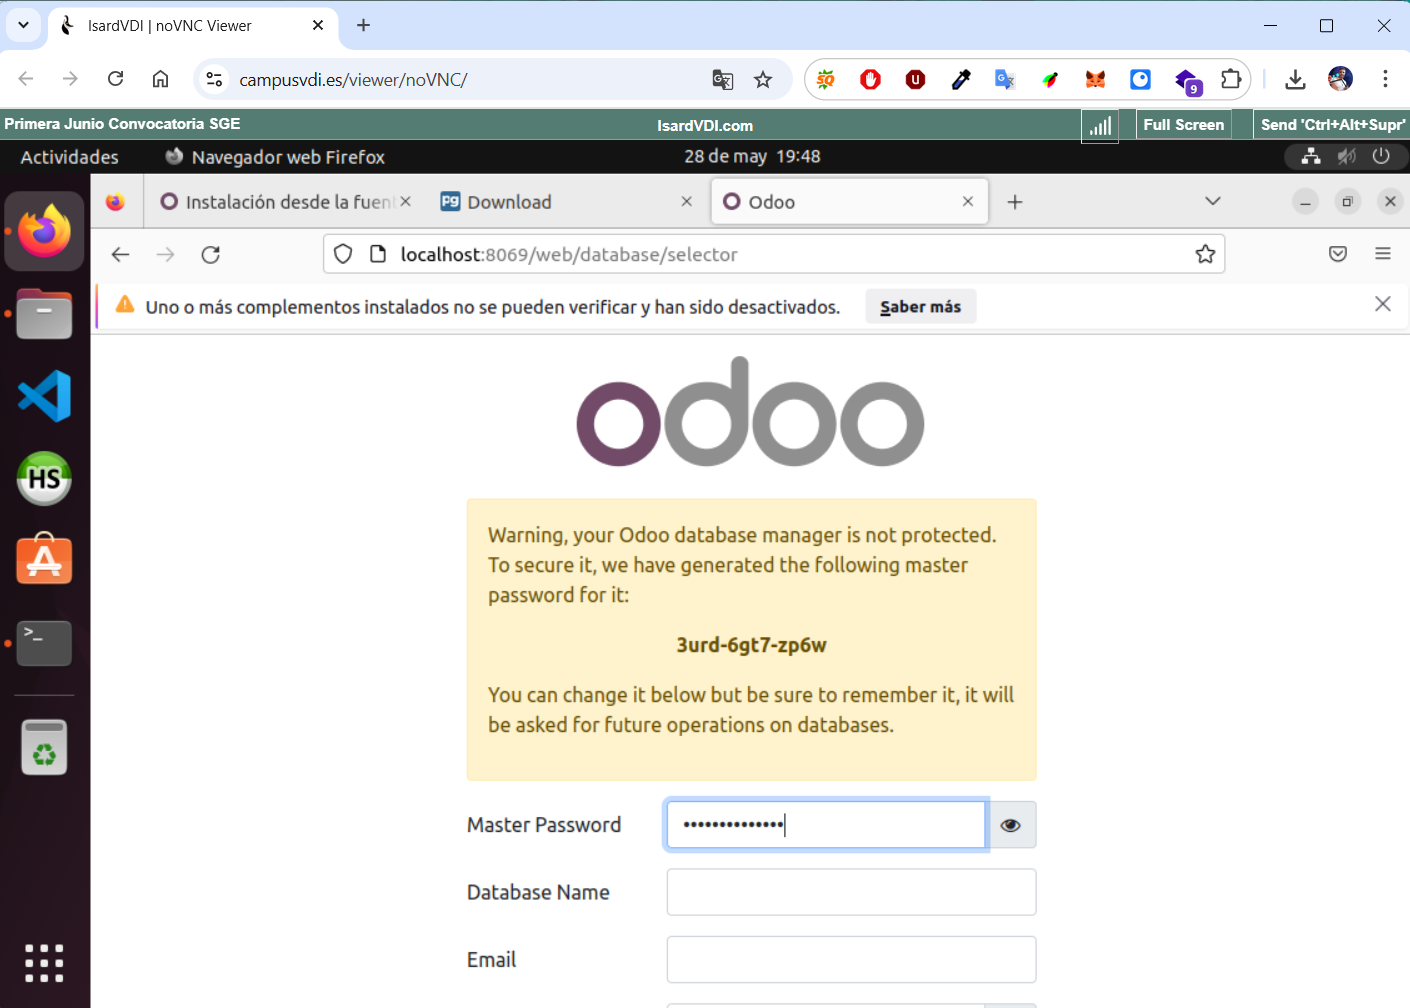 IsardVDI | noVNC Viewer
campusvdi.es/viewer/noVNC/
9
Primera Junio Convocatoria SGE
IsardVDI.com
Full Screen
Send 'Ctrl+Alt+Supr'
Actividades
Navegador web Firefox
28 de may 19:48
Instalación desde la fuent
Pg Download
Odoo
localhost:8069/web/database/selector
Uno o más complementos instalados no se pueden verificar y han sido desactivados.
Saber más
HS
odoo
Warning, your Odoo database manager is not protected.
To secure it, we have generated the following master
password for it:
3urd-6gt7-zp6w
You can change it below but be sure to remember it, it will
be asked for future operations on databases.
Master Password
Database Name
Email